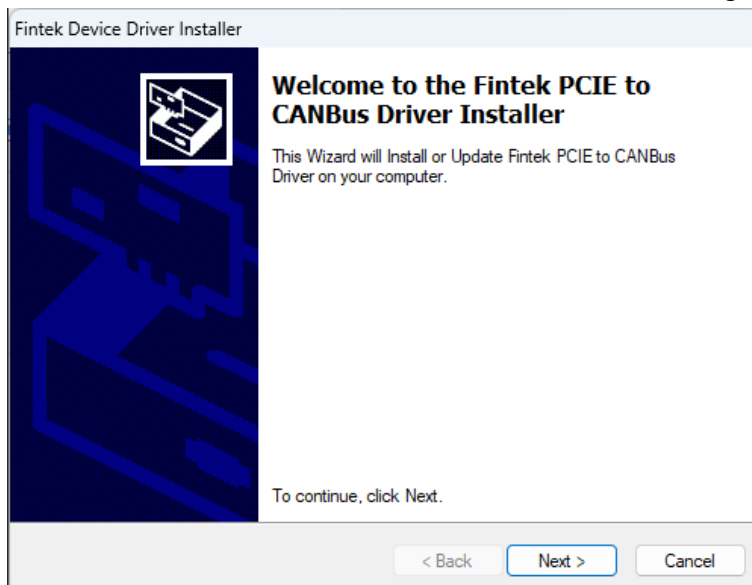 Fintek Device Driver Installer
Welcome to the Fintek PCIE to
CANBus Driver Installer
This Wizard will Install or Update Fintek PCIE to CANBus
Driver on your computer.
To continue, click Next.
< Back
Next >
Cancel